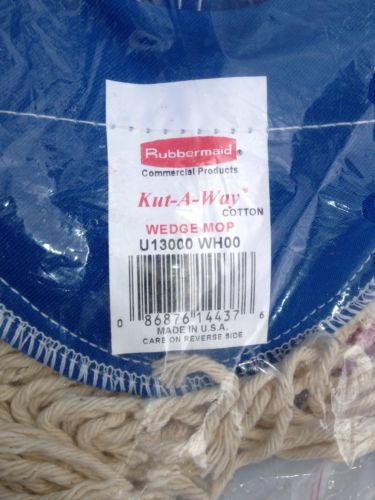 Rubbermaid
Commercial Products
Kut-A-Way®
COTTON
WEDGE MOP
U13000 WH00
0 86876 14437 6
MADE IN U.S.A.
CARE ON REVERSE SIDE